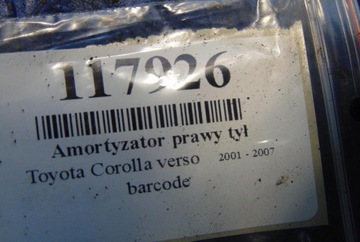 117926
Amortyzator prawy tył
Toyota Corolla verso 2001 - 2007
barcode